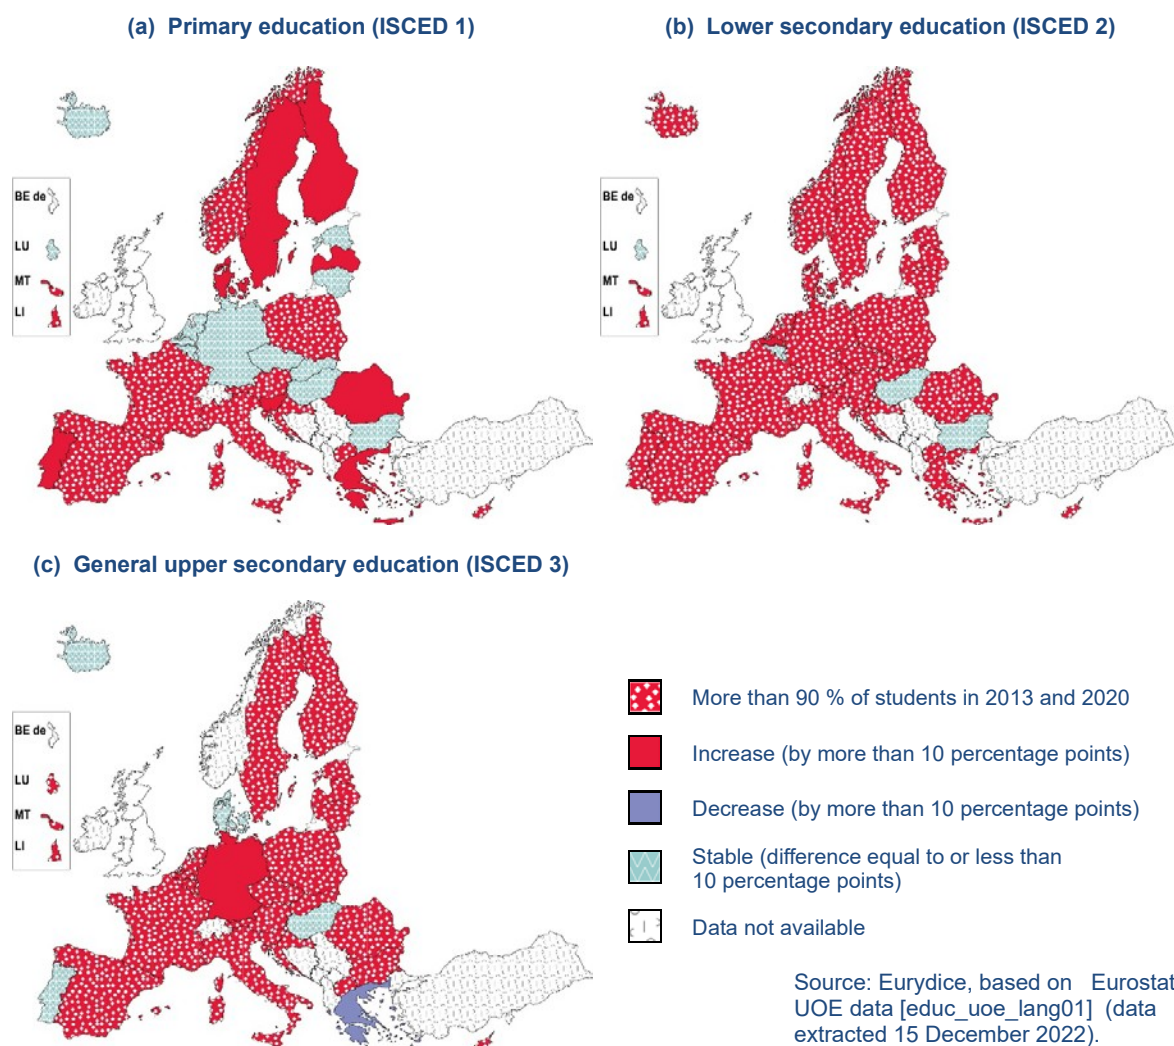 (a) Primary education (ISCED 1)
(b) Lower secondary education (ISCED 2)
BE de
LU
MT
LI
BE de
LU
MT
LI
(c) General upper secondary education (ISCED 3)
BE de
LU
MT
LI
More than 90 % of students in 2013 and 2020
Increase (by more than 10 percentage points)
Decrease (by more than 10 percentage points)
Stable (difference equal to or less than
10 percentage points)
Data not available
Source: Eurydice, based on Eurostat
UOE data [educ_uoe_lang01] (data
extracted 15 December 2022).